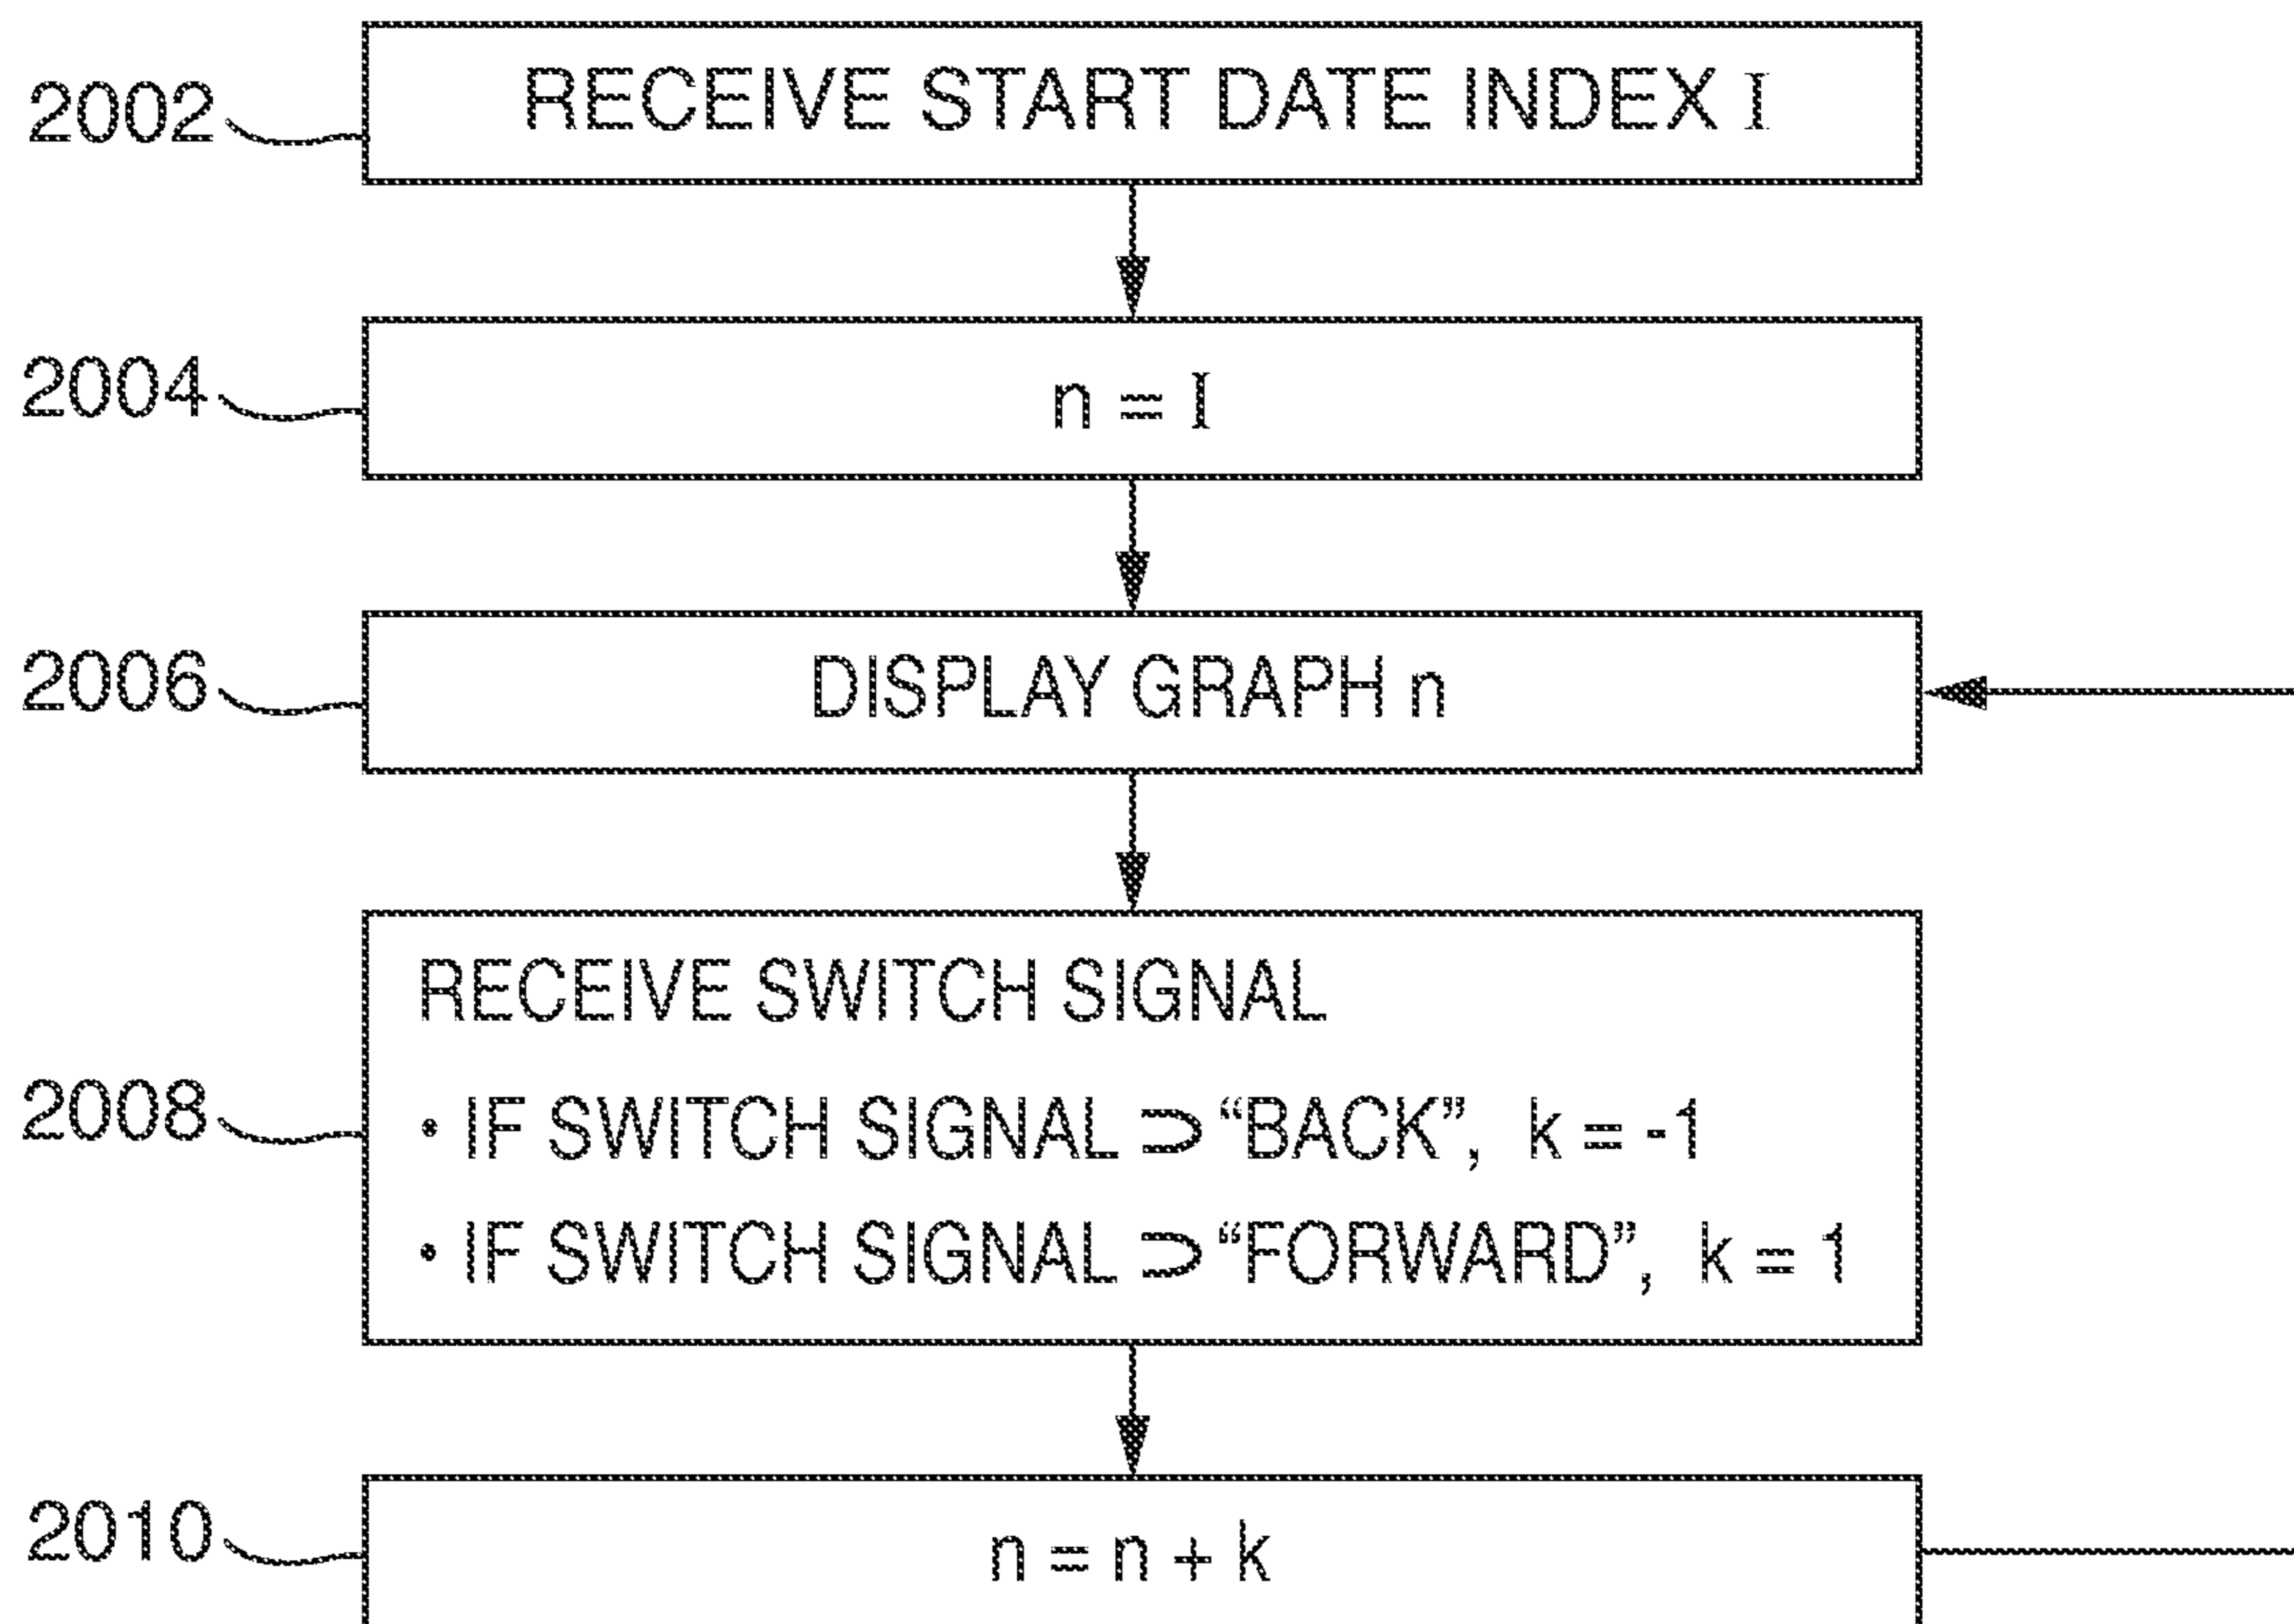 2002
RECEIVE START DATE INDEX I
2004
n = I
2006
DISPLAY GRAPH n
2008
RECEIVE SWITCH SIGNAL
• IF SWITCH SIGNAL ⊃ “BACK”, k = -1
• IF SWITCH SIGNAL ⊃ “FORWARD”, k = 1
2010
n = n + k